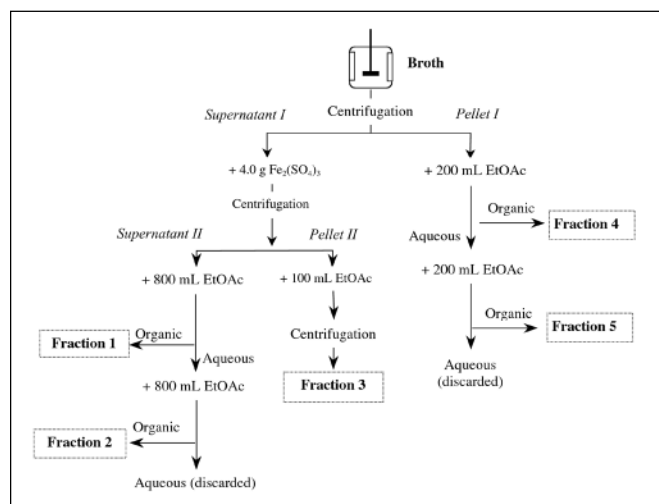 Broth
Supernatant I
Centrifugation
Pellet I
+ 4.0 g Fe₂(SO₄)₃
+ 200 mL EtOAc
Centrifugation
Organic
Fraction 4
Supernatant II
Pellet II
Aqueous
+ 800 mL EtOAc
+ 100 mL EtOAc
+ 200 mL EtOAc
Organic
Fraction 5
Fraction 1
Organic
Centrifugation
Aqueous
Aqueous
(discarded)
+ 800 mL EtOAc
Fraction 3
Organic
Fraction 2
Aqueous (discarded)